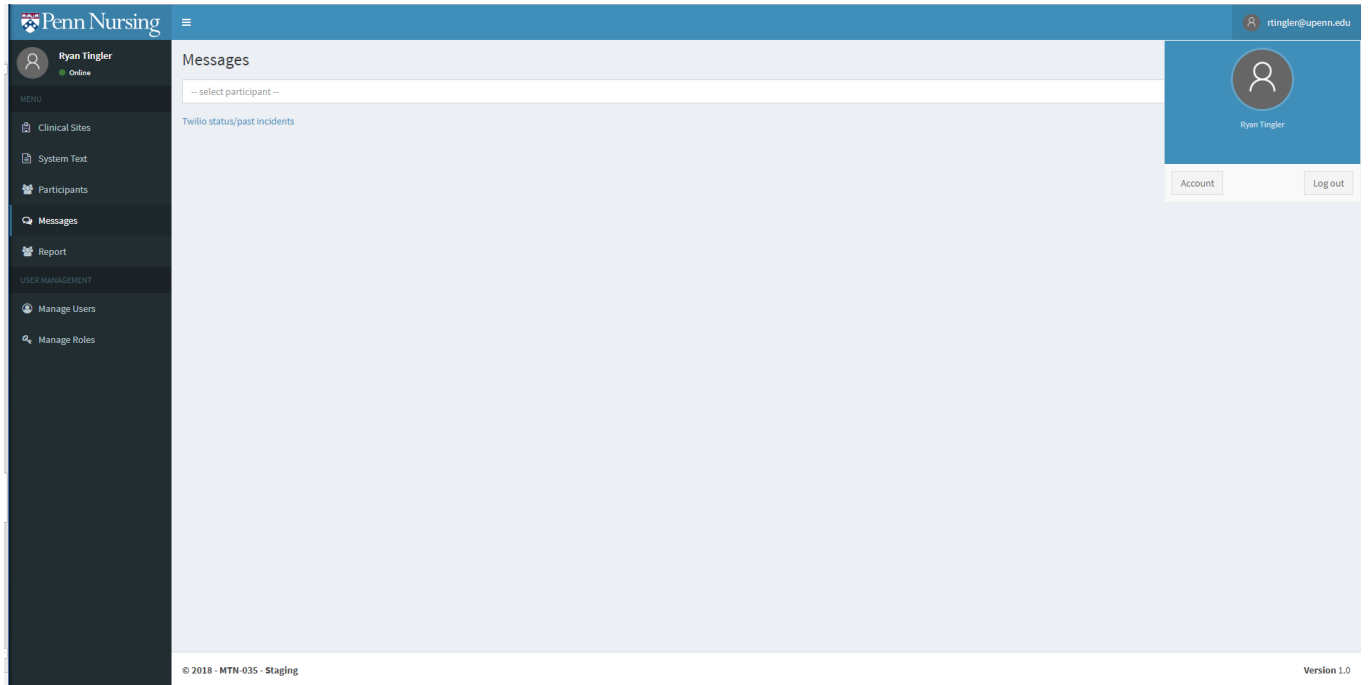 Penn Nursing
rtingler@upenn.edu
Ryan Tingler
Online
MENU
Clinical Sites
System Text
Participants
Messages
Report
USER MANAGEMENT
Manage Users
Manage Roles
Messages
-- select participant --
Twilio status/past incidents
Ryan Tingler
Account
Log out
© 2018 - MTN-035 - Staging
Version 1.0